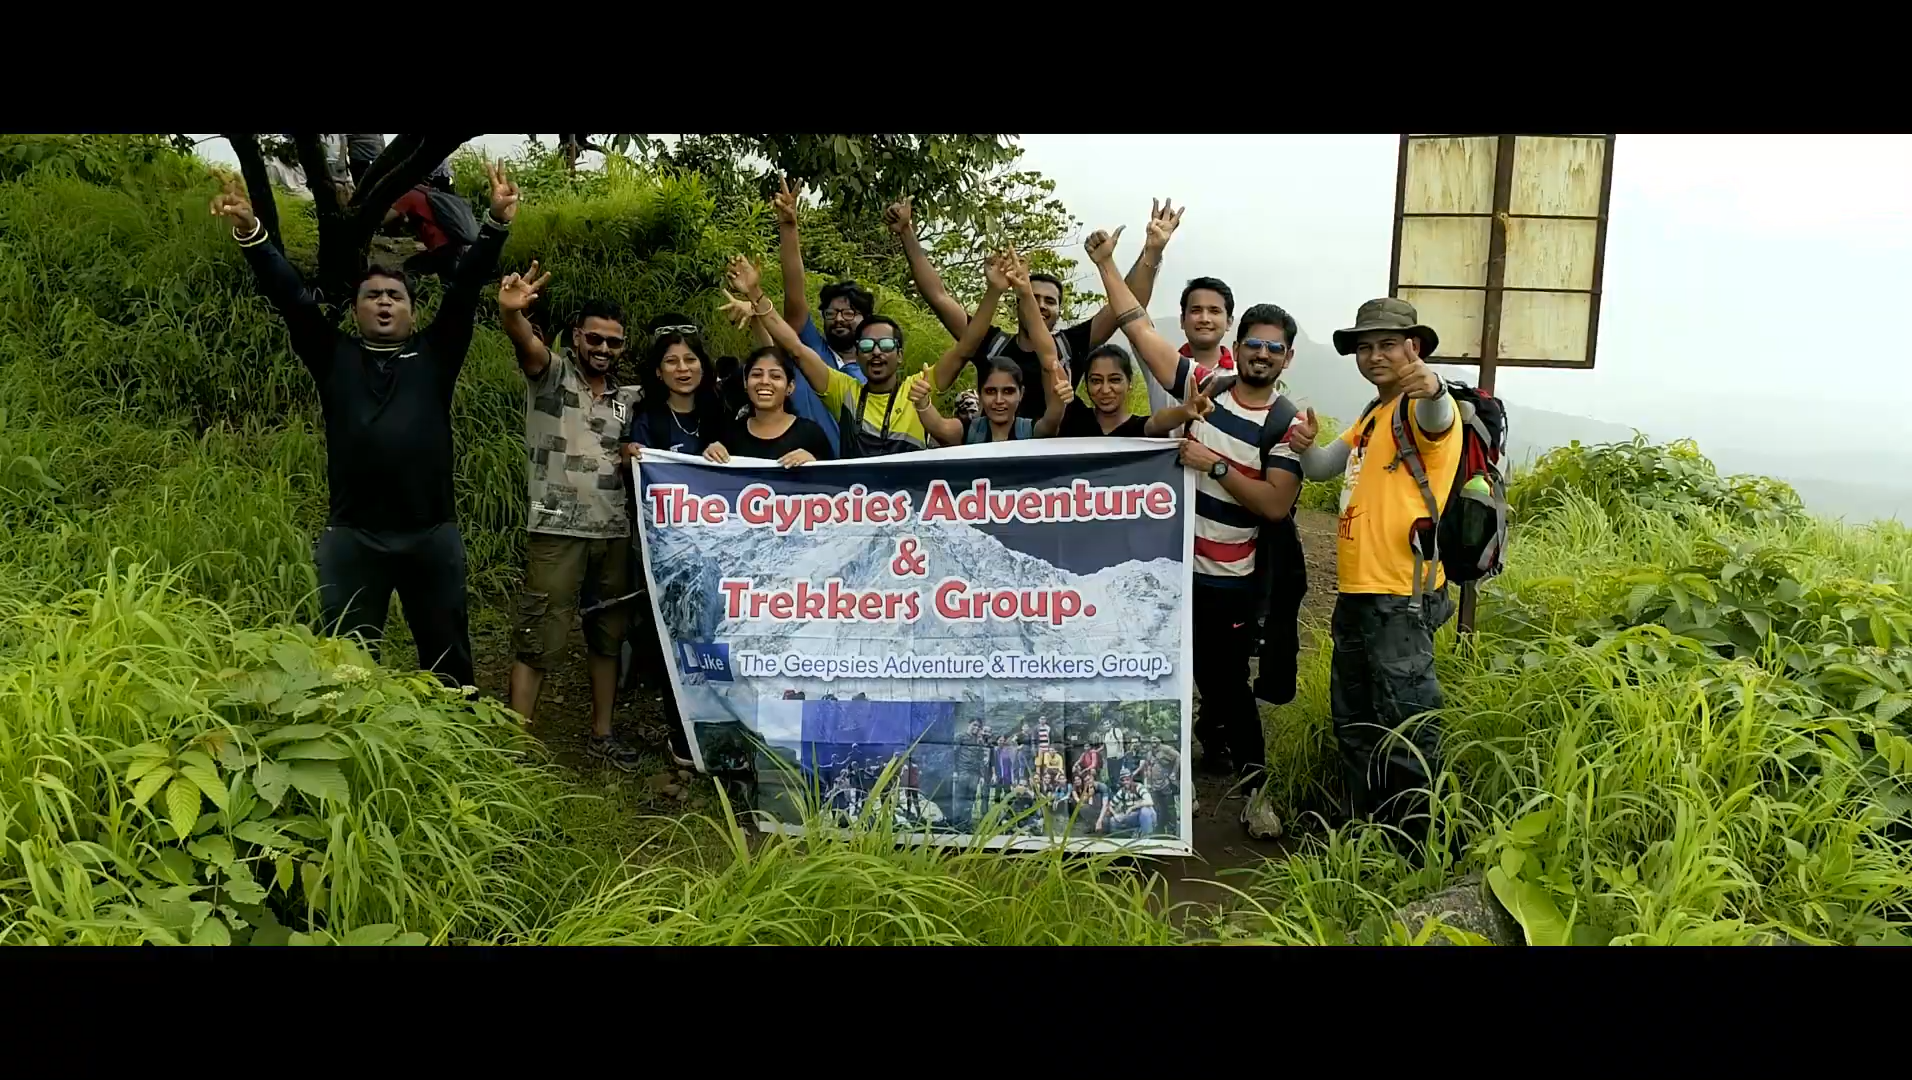 The Gypsies Adventure
&
Trekkers Group.
Like The Geepsies Adventure &Trekkers Group.